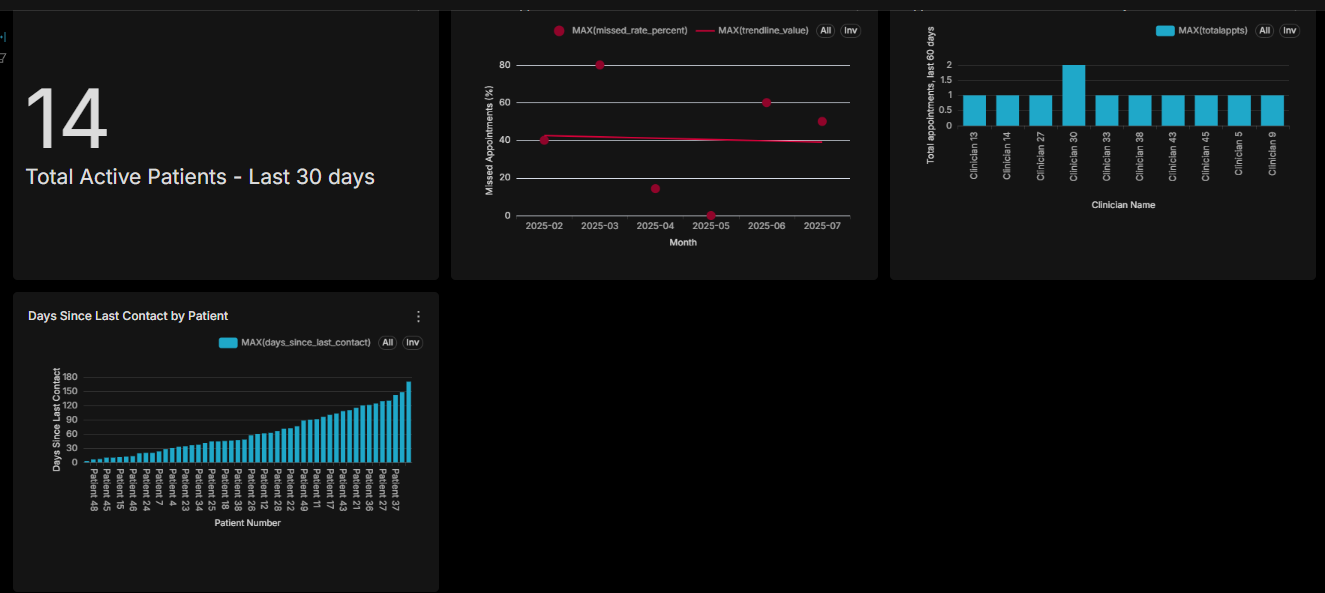 14
Total Active Patients - Last 30 days
MAX(missed_rate_percent) MAX(trendline_value) All Inv
Missed Appointments (%)
80
60
40
20
0
2025-02 2025-03 2025-04 2025-05 2025-06 2025-07
Month
MAX(totalappts) All Inv
Total appointments, last 60 days
2
1.5
1
0.5
0
Clinician 13
Clinician 14
Clinician 27
Clinician 30
Clinician 33
Clinician 38
Clinician 43
Clinician 45
Clinician 5
Clinician 9
Clinician Name
Days Since Last Contact by Patient
MAX(days_since_last_contact) All Inv
Days Since Last Contact
180
150
120
90
60
30
0
Patient 48
Patient 45
Patient 15
Patient 46
Patient 24
Patient 7
Patient 4
Patient 23
Patient 34
Patient 25
Patient 18
Patient 38
Patient 26
Patient 12
Patient 28
Patient 22
Patient 49
Patient 11
Patient 17
Patient 43
Patient 21
Patient 36
Patient 27
Patient 37
Patient Number